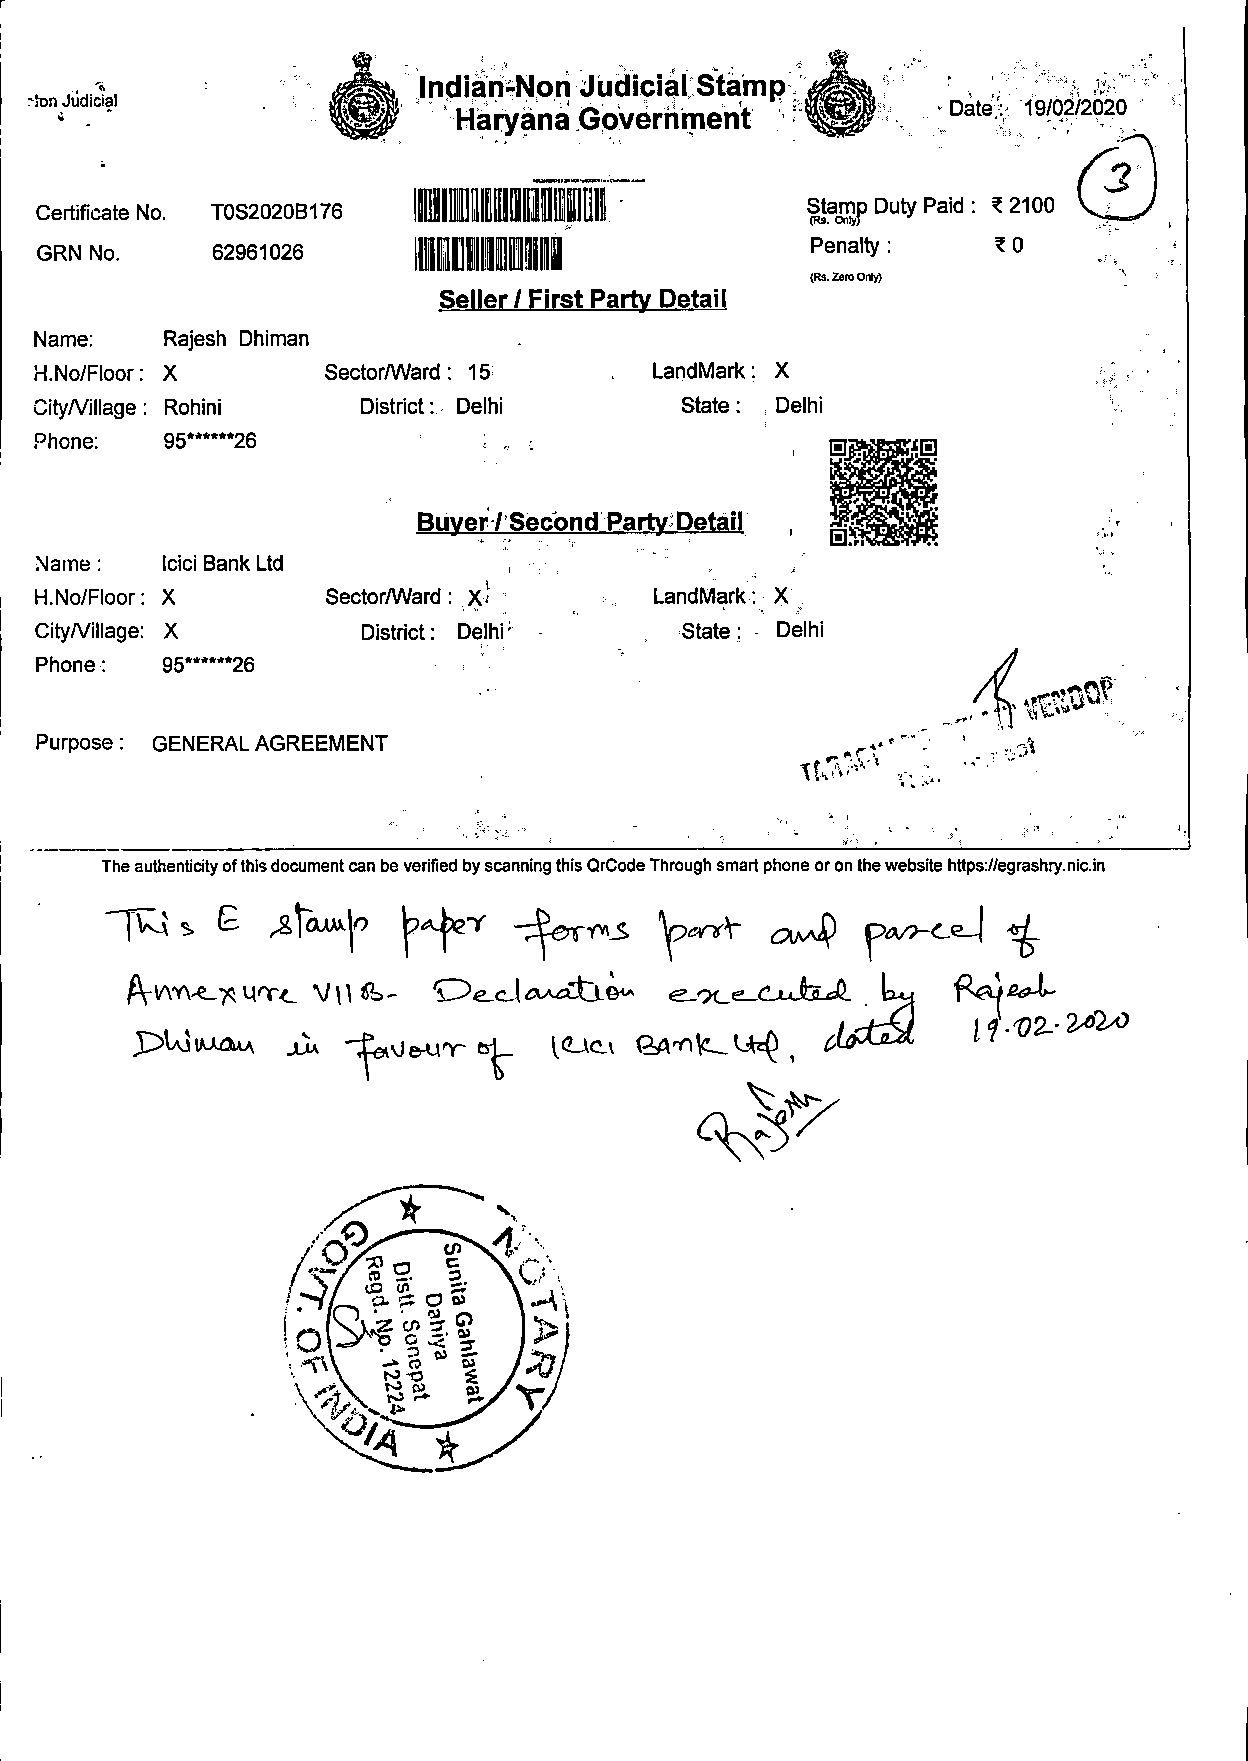 Indian-Non Judicial Stamp
Haryana Government
Date : 19/02/2020
Non Judicial
3
Certificate No. T0S2020B176
Stamp Duty Paid : ₹ 2100
(Rs. Only)
GRN No. 62961026
Penalty : ₹ 0
(Rs. Zero Only)
Seller / First Party Detail
Name: Rajesh Dhiman
H.No/Floor : X Sector/Ward : 15 LandMark : X
City/Village : Rohini District : Delhi State : Delhi
Phone: 95******26
Buyer / Second Party Detail
Name : Icici Bank Ltd
H.No/Floor : X Sector/Ward : X LandMark : X
City/Village: X District : Delhi State : Delhi
Phone : 95******26
VENDOR
Purpose : GENERAL AGREEMENT
The authenticity of this document can be verified by scanning this QrCode Through smart phone or on the website https://egrashry.nic.in
This E stamp paper forms part and parcel of
Annexure VII B- Declaration executed by Rajesh
Dhiman in favour of ICICI BANK Ltd, dated 19.02.2020
Rajesh
NOTARY
GOVT. OF INDIA
Sunita Gahlawat
Dahiya
Distt. Sonepat
Regd. No. 12224